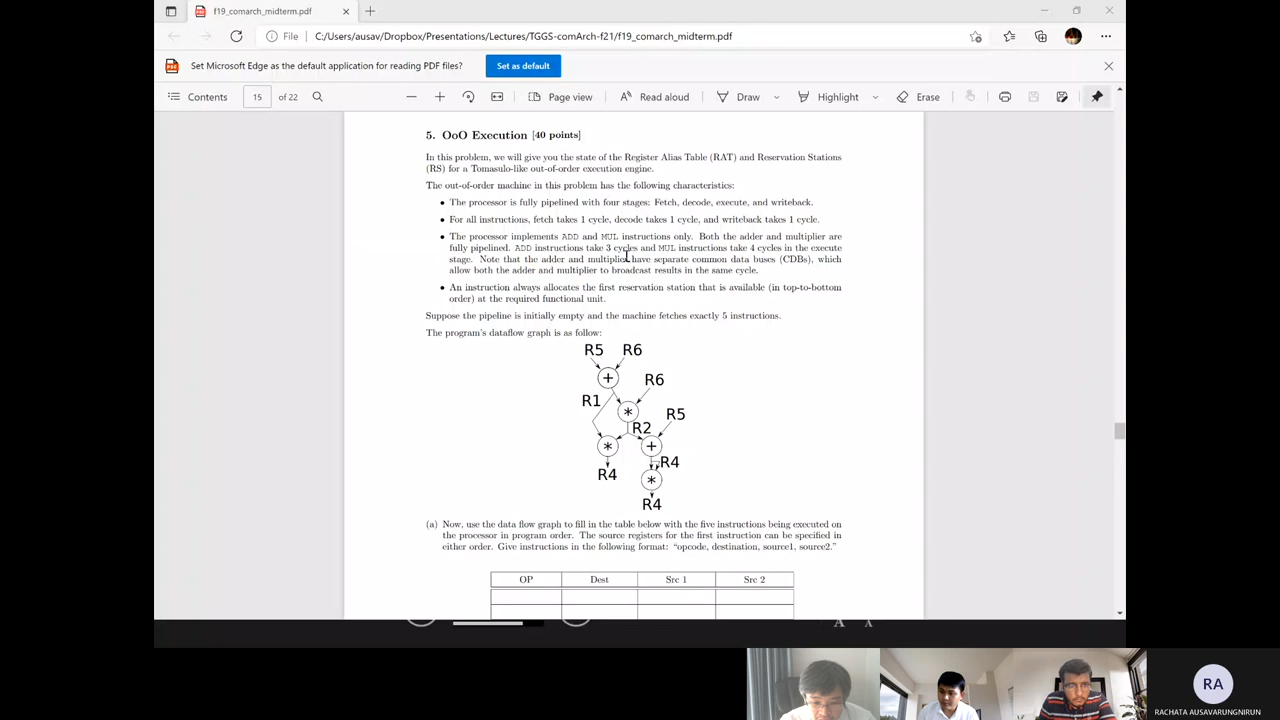 f19_comarch_midterm.pdf
File
C:/Users/ausav/Dropbox/Presentations/Lectures/TGGS-comArch-f21/f19_comarch_midterm.pdf
Set Microsoft Edge as the default application for reading PDF files?
Set as default
Contents
15
of 22
Page view
Read aloud
Draw
Highlight
Erase
5. OoO Execution [40 points]
In this problem, we will give you the state of the Register Alias Table (RAT) and Reservation Stations
(RS) for a Tomasulo-like out-of-order execution engine.
The out-of-order machine in this problem has the following characteristics:
• The processor is fully pipelined with four stages: Fetch, decode, execute, and writeback.
• For all instructions, fetch takes 1 cycle, decode takes 1 cycle, and writeback takes 1 cycle.
• The processor implements ADD and MUL instructions only. Both the adder and multiplier are
fully pipelined. ADD instructions take 3 cycles and MUL instructions take 4 cycles in the execute
stage. Note that the adder and multiplier have separate common data buses (CDBs), which
allow both the adder and multiplier to broadcast results in the same cycle.
• An instruction always allocates the first reservation station that is available (in top-to-bottom
order) at the required functional unit.
Suppose the pipeline is initially empty and the machine fetches exactly 5 instructions.
The program's dataflow graph is as follow:
R5 R6
+
R6
R1
*
R5
R2
* +
R4
R4
*
R4
(a) Now, use the data flow graph to fill in the table below with the five instructions being executed on
the processor in program order. The source registers for the first instruction can be specified in
either order. Give instructions in the following format: "opcode, destination, source1, source2."
OP Dest Src 1 Src 2
RA
RACHATA AUSAVARUNGNIRUN